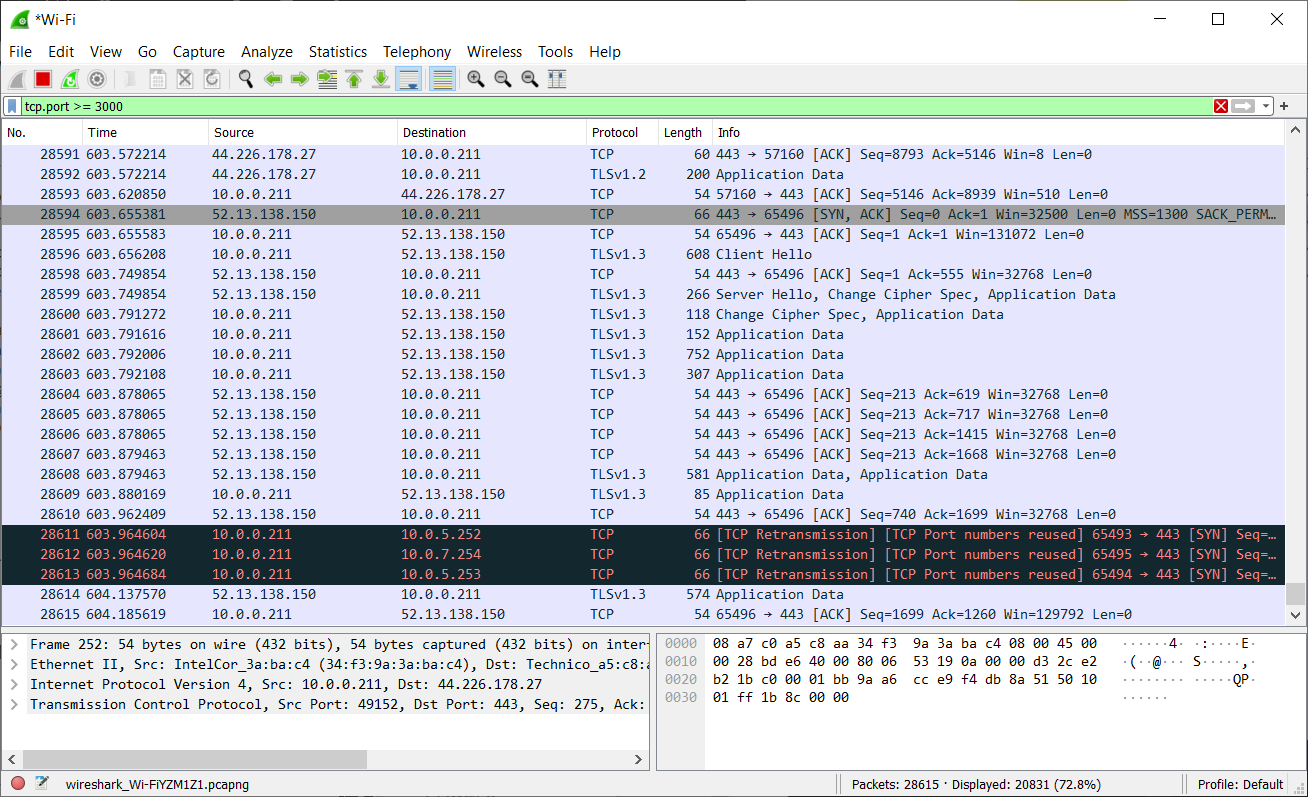 *Wi-Fi
File Edit View Go Capture Analyze Statistics Telephony Wireless Tools Help
tcp.port >= 3000
No. Time Source Destination Protocol Length Info
28591 603.572214 44.226.178.27 10.0.0.211 TCP 60 443 → 57160 [ACK] Seq=8793 Ack=5146 Win=8 Len=0
28592 603.572214 44.226.178.27 10.0.0.211 TLSv1.2 200 Application Data
28593 603.620850 10.0.0.211 44.226.178.27 TCP 54 57160 → 443 [ACK] Seq=5146 Ack=8939 Win=510 Len=0
28594 603.655381 52.13.138.150 10.0.0.211 TCP 66 443 → 65496 [SYN, ACK] Seq=0 Ack=1 Win=32500 Len=0 MSS=1300 SACK_PERM…
28595 603.655583 10.0.0.211 52.13.138.150 TCP 54 65496 → 443 [ACK] Seq=1 Ack=1 Win=131072 Len=0
28596 603.656208 10.0.0.211 52.13.138.150 TLSv1.3 608 Client Hello
28598 603.749854 52.13.138.150 10.0.0.211 TCP 54 443 → 65496 [ACK] Seq=1 Ack=555 Win=32768 Len=0
28599 603.749854 52.13.138.150 10.0.0.211 TLSv1.3 266 Server Hello, Change Cipher Spec, Application Data
28600 603.791272 10.0.0.211 52.13.138.150 TLSv1.3 118 Change Cipher Spec, Application Data
28601 603.791616 10.0.0.211 52.13.138.150 TLSv1.3 152 Application Data
28602 603.792006 10.0.0.211 52.13.138.150 TLSv1.3 752 Application Data
28603 603.792108 10.0.0.211 52.13.138.150 TLSv1.3 307 Application Data
28604 603.878065 52.13.138.150 10.0.0.211 TCP 54 443 → 65496 [ACK] Seq=213 Ack=619 Win=32768 Len=0
28605 603.878065 52.13.138.150 10.0.0.211 TCP 54 443 → 65496 [ACK] Seq=213 Ack=717 Win=32768 Len=0
28606 603.878065 52.13.138.150 10.0.0.211 TCP 54 443 → 65496 [ACK] Seq=213 Ack=1415 Win=32768 Len=0
28607 603.879463 52.13.138.150 10.0.0.211 TCP 54 443 → 65496 [ACK] Seq=213 Ack=1668 Win=32768 Len=0
28608 603.879463 52.13.138.150 10.0.0.211 TLSv1.3 581 Application Data, Application Data
28609 603.880169 10.0.0.211 52.13.138.150 TLSv1.3 85 Application Data
28610 603.962409 52.13.138.150 10.0.0.211 TCP 54 443 → 65496 [ACK] Seq=740 Ack=1699 Win=32768 Len=0
28611 603.964604 10.0.0.211 10.0.5.252 TCP 66 [TCP Retransmission] [TCP Port numbers reused] 65493 → 443 [SYN] Seq=…
28612 603.964620 10.0.0.211 10.0.7.254 TCP 66 [TCP Retransmission] [TCP Port numbers reused] 65495 → 443 [SYN] Seq=…
28613 603.964684 10.0.0.211 10.0.5.253 TCP 66 [TCP Retransmission] [TCP Port numbers reused] 65494 → 443 [SYN] Seq=…
28614 604.137570 52.13.138.150 10.0.0.211 TLSv1.3 574 Application Data
28615 604.185619 10.0.0.211 52.13.138.150 TCP 54 65496 → 443 [ACK] Seq=1699 Ack=1260 Win=129792 Len=0
Frame 252: 54 bytes on wire (432 bits), 54 bytes captured (432 bits) on inter
Ethernet II, Src: IntelCor_3a:ba:c4 (34:f3:9a:3a:ba:c4), Dst: Technico_a5:c8:a
Internet Protocol Version 4, Src: 10.0.0.211, Dst: 44.226.178.27
Transmission Control Protocol, Src Port: 49152, Dst Port: 443, Seq: 275, Ack:
0000 08 a7 c0 a5 c8 aa 34 f3 9a 3a ba c4 08 00 45 00 ······4· ·:····E·
0010 00 28 bd e6 40 00 80 06 53 19 0a 00 00 d3 2c e2 ·(··@··· S·····,·
0020 b2 1b c0 00 01 bb 9a a6 cc e9 f4 db 8a 51 50 10 ········ ·····QP·
0030 01 ff 1b 8c 00 00 ······
wireshark_Wi-FiYZM1Z1.pcapng
Packets: 28615 · Displayed: 20831 (72.8%)
Profile: Default